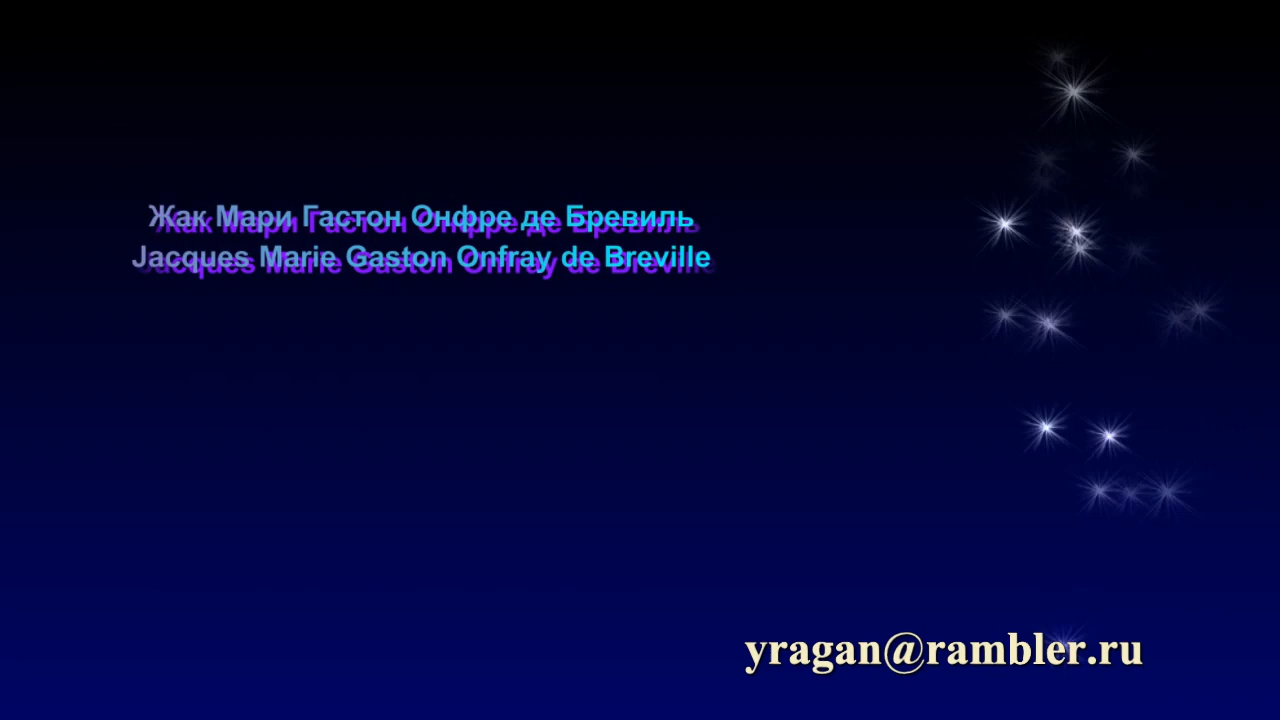 Жак Мари Гастон Онфре де Бревиль
Jacques Marie Gaston Onfray de Breville
yragan@rambler.ru